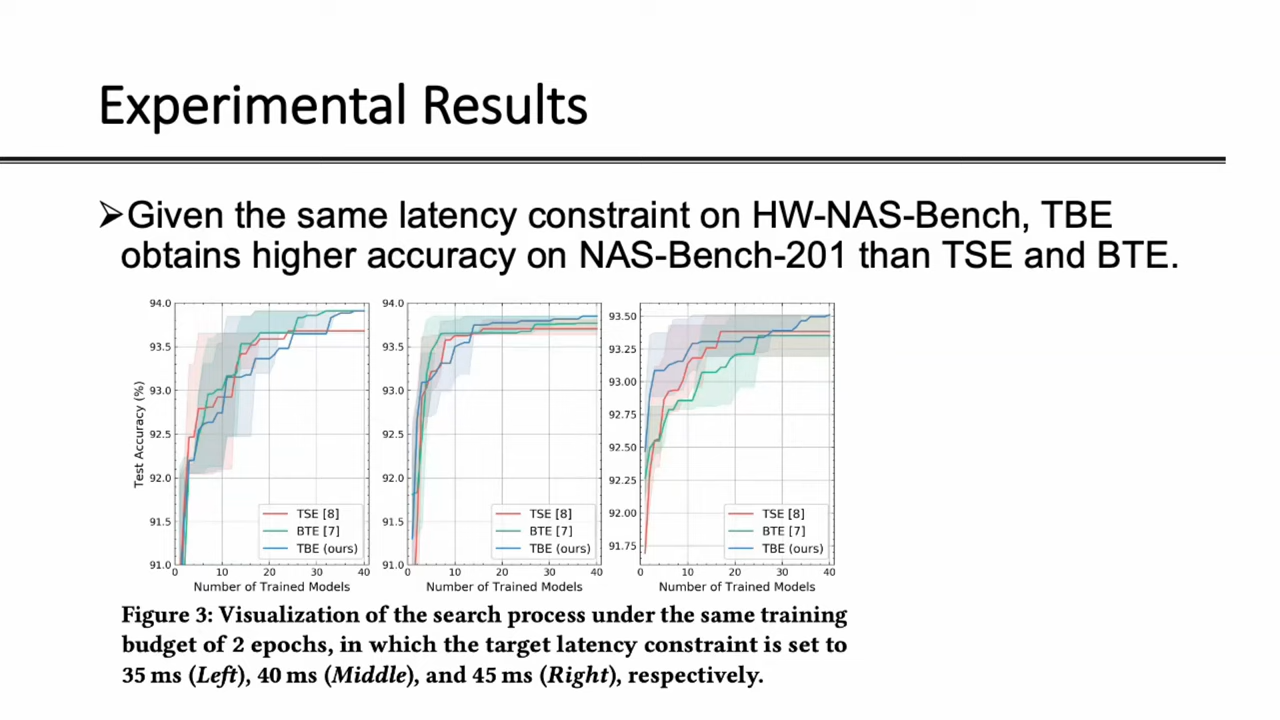 Experimental Results
➢Given the same latency constraint on HW-NAS-Bench, TBE
obtains higher accuracy on NAS-Bench-201 than TSE and BTE.
Test Accuracy (%)
94.0
93.5
93.0
92.5
92.0
91.5
91.0
0 10 20 30 40
Number of Trained Models
TSE [8]
BTE [7]
TBE (ours)
94.0
93.5
93.0
92.5
92.0
91.5
91.0
0 10 20 30 40
Number of Trained Models
TSE [8]
BTE [7]
TBE (ours)
93.50
93.25
93.00
92.75
92.50
92.25
92.00
91.75
0 10 20 30 40
Number of Trained Models
TSE [8]
BTE [7]
TBE (ours)
Figure 3: Visualization of the search process under the same training
budget of 2 epochs, in which the target latency constraint is set to
35 ms (Left), 40 ms (Middle), and 45 ms (Right), respectively.